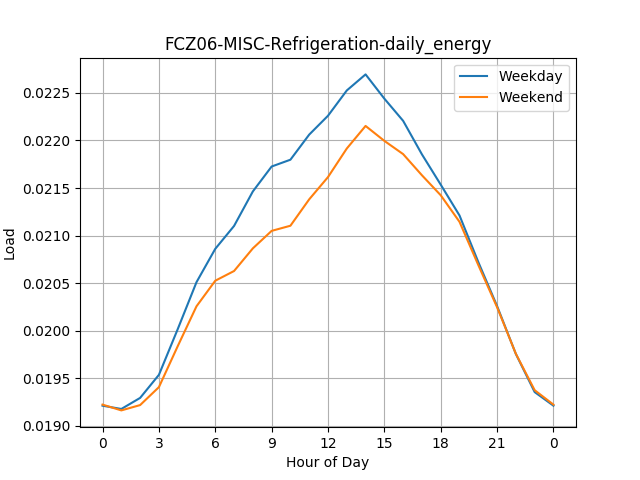 FCZ06-MISC-Refrigeration-daily_energy
Weekday
Weekend
0.0225
0.0220
0.0215
0.0210
0.0205
0.0200
0.0195
0.0190
Load
0 3 6 9 12 15 18 21 0
Hour of Day